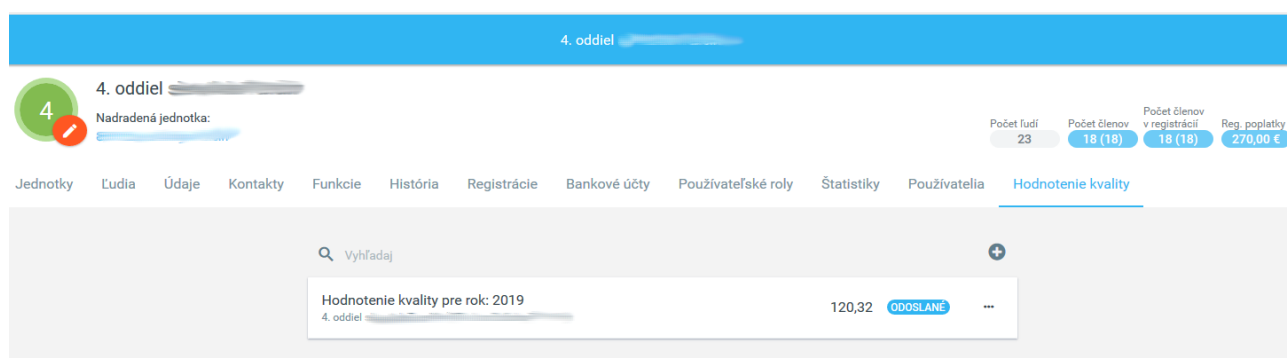 4. oddiel
4
4. oddiel
Nadradená jednotka:
Počet ľudí
23
Počet členov
18 (18)
Počet členov
v registrácií
18 (18)
Reg. poplatky
270,00 €
Jednotky Ľudia Údaje Kontakty Funkcie História Registrácie Bankové účty Používateľské roly Štatistiky Používatelia Hodnotenie kvality
Vyhľadaj
Hodnotenie kvality pre rok: 2019
4. oddiel
120,32 ODOSLANÉ